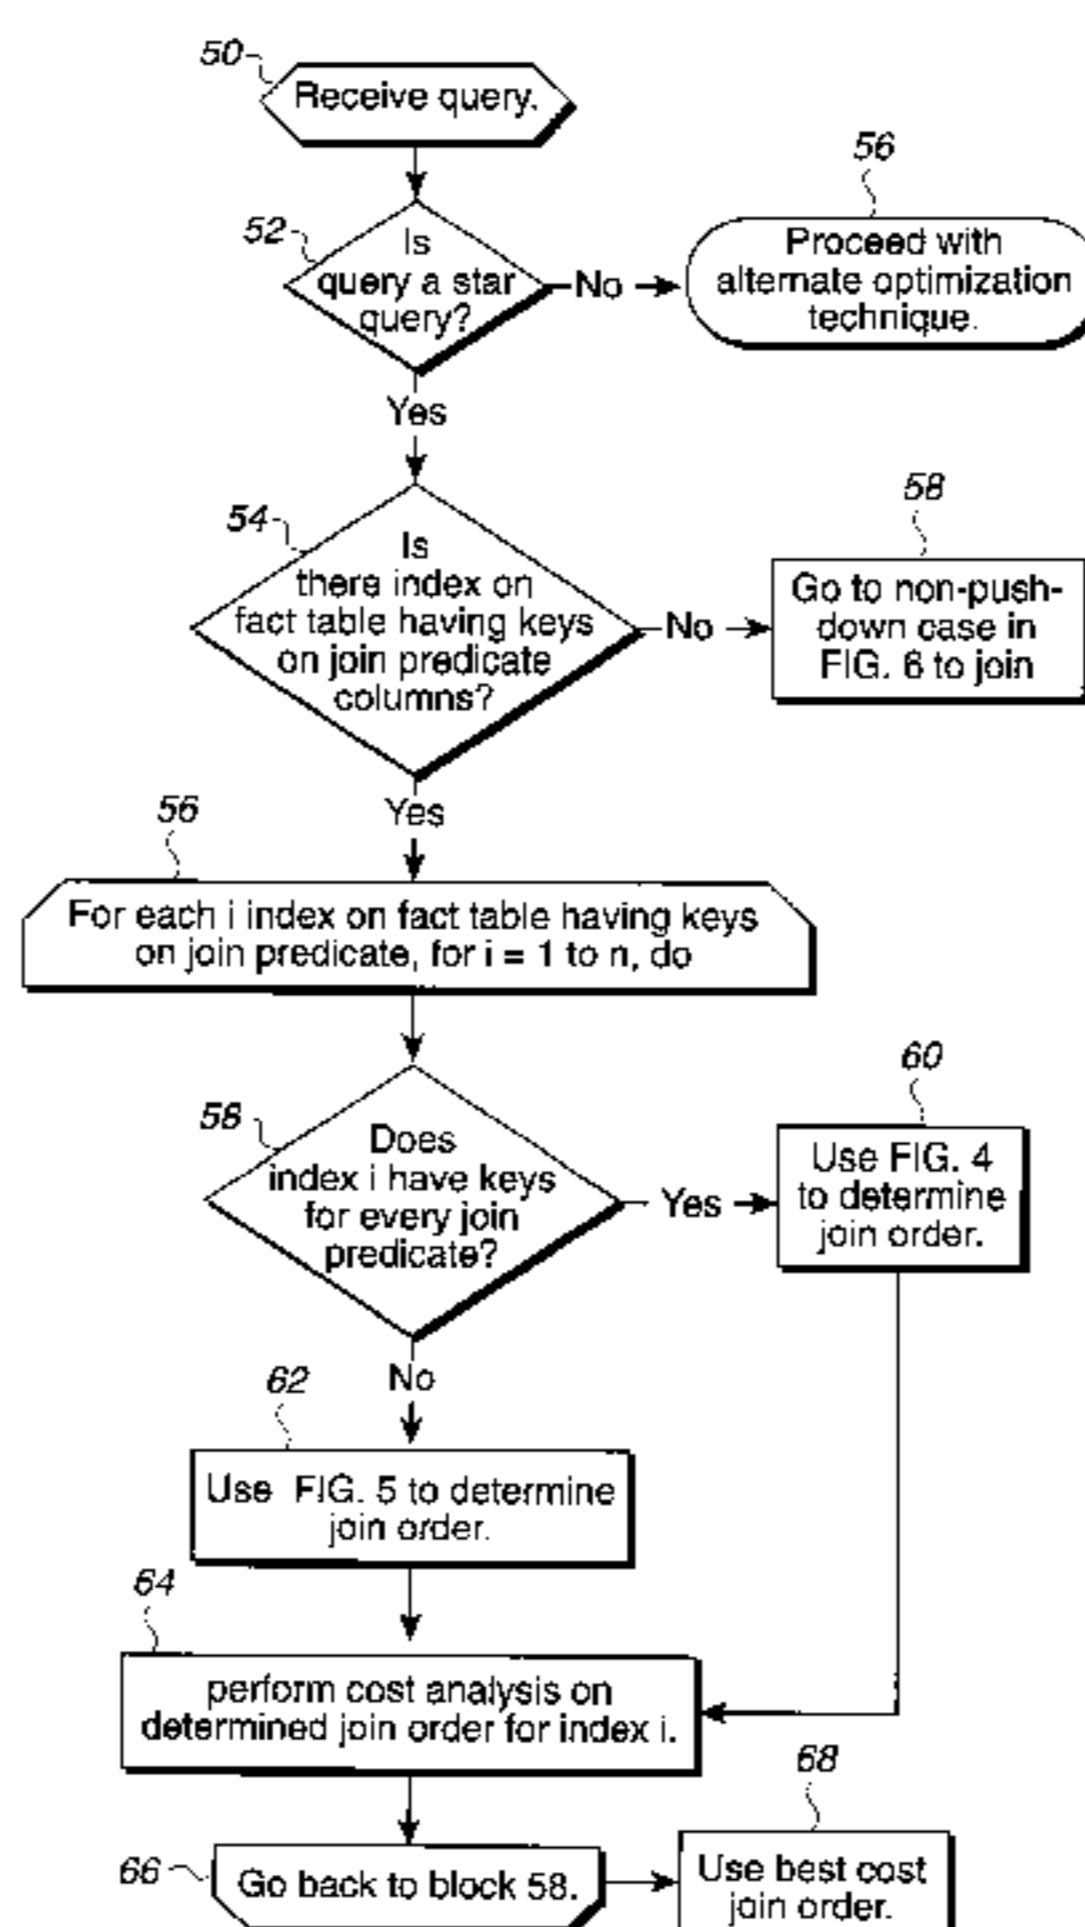 50
Receive query.
56
52
Is
query a star
query?
No
Proceed with
alternate optimization
technique.
Yes
58
54
Is
there index on
fact table having keys
on join predicate
columns?
No
Go to non-push-
down case in
FIG. 6 to join
Yes
56
For each i index on fact table having keys
on join predicate, for i = 1 to n, do
60
58
Does
index i have keys
for every join
predicate?
Yes
Use FIG. 4
to determine
join order.
No
62
Use FIG. 5 to determine
join order.
64
perform cost analysis on
determined join order for index i.
68
66
Go back to block 58.
Use best cost
join order.